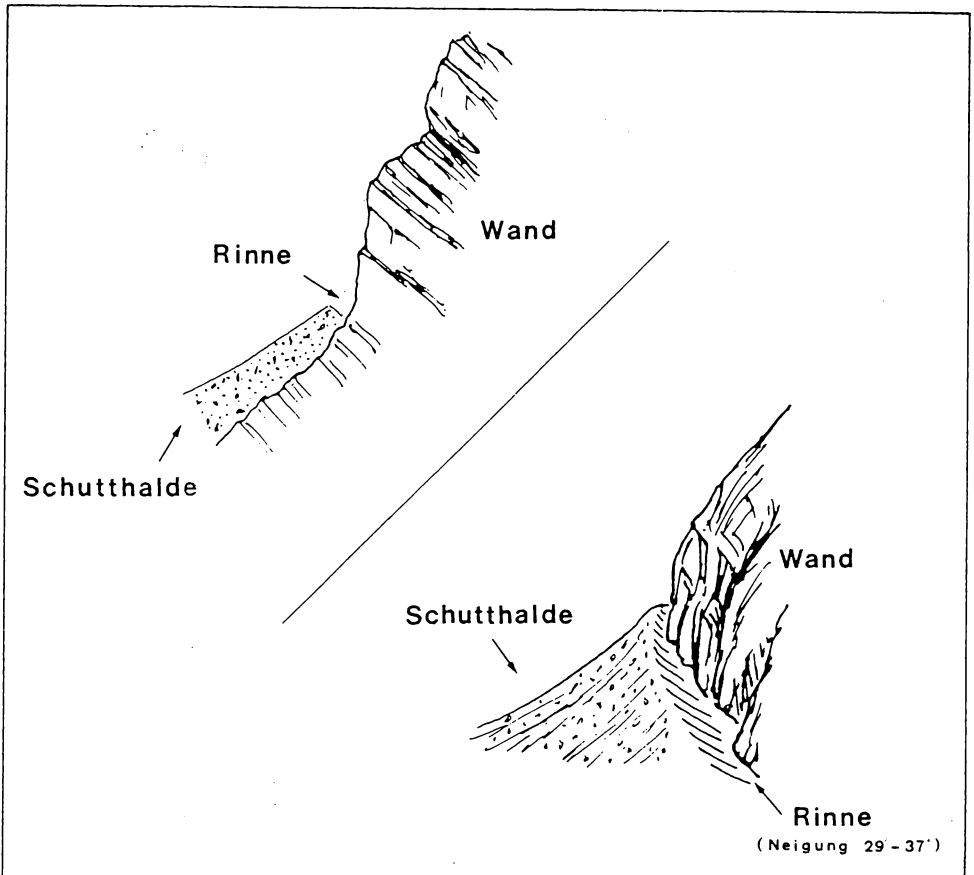 Rinne
Wand
Schutthalde
Schutthalde
Wand
Rinne
(Neigung 29°-37°)